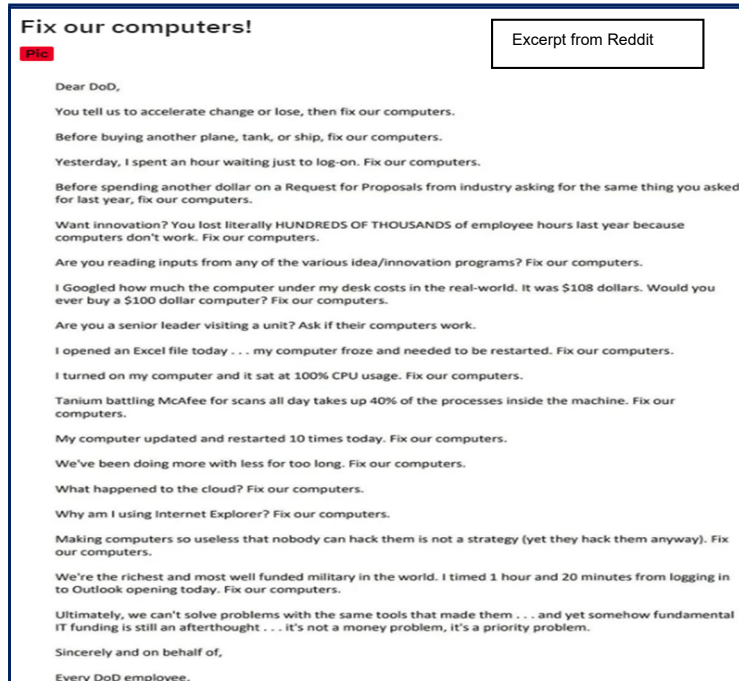 Fix our computers!
Excerpt from Reddit
Pic
Dear DoD,
You tell us to accelerate change or lose, then fix our computers.
Before buying another plane, tank, or ship, fix our computers.
Yesterday, I spent an hour waiting just to log-on. Fix our computers.
Before spending another dollar on a Request for Proposals from industry asking for the same thing you asked
for last year, fix our computers.
Want innovation? You lost literally HUNDREDS OF THOUSANDS of employee hours last year because
computers don't work. Fix our computers.
Are you reading inputs from any of the various idea/innovation programs? Fix our computers.
I Googled how much the computer under my desk costs in the real-world. It was $108 dollars. Would you
ever buy a $100 dollar computer? Fix our computers.
Are you a senior leader visiting a unit? Ask if their computers work.
I opened an Excel file today . . . my computer froze and needed to be restarted. Fix our computers.
I turned on my computer and it sat at 100% CPU usage. Fix our computers.
Tanium battling McAfee for scans all day takes up 40% of the processes inside the machine. Fix our
computers.
My computer updated and restarted 10 times today. Fix our computers.
We've been doing more with less for too long. Fix our computers.
What happened to the cloud? Fix our computers.
Why am I using Internet Explorer? Fix our computers.
Making computers so useless that nobody can hack them is not a strategy (yet they hack them anyway). Fix
our computers.
We're the richest and most well funded military in the world. I timed 1 hour and 20 minutes from logging in
to Outlook opening today. Fix our computers.
Ultimately, we can't solve problems with the same tools that made them . . . and yet somehow fundamental
IT funding is still an afterthought . . . it's not a money problem, it's a priority problem.
Sincerely and on behalf of,
Every DoD employee.